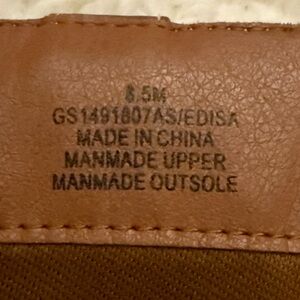 8.5M
GS1491807AS/EDISA
MADE IN CHINA
MANMADE UPPER
MANMADE OUTSOLE